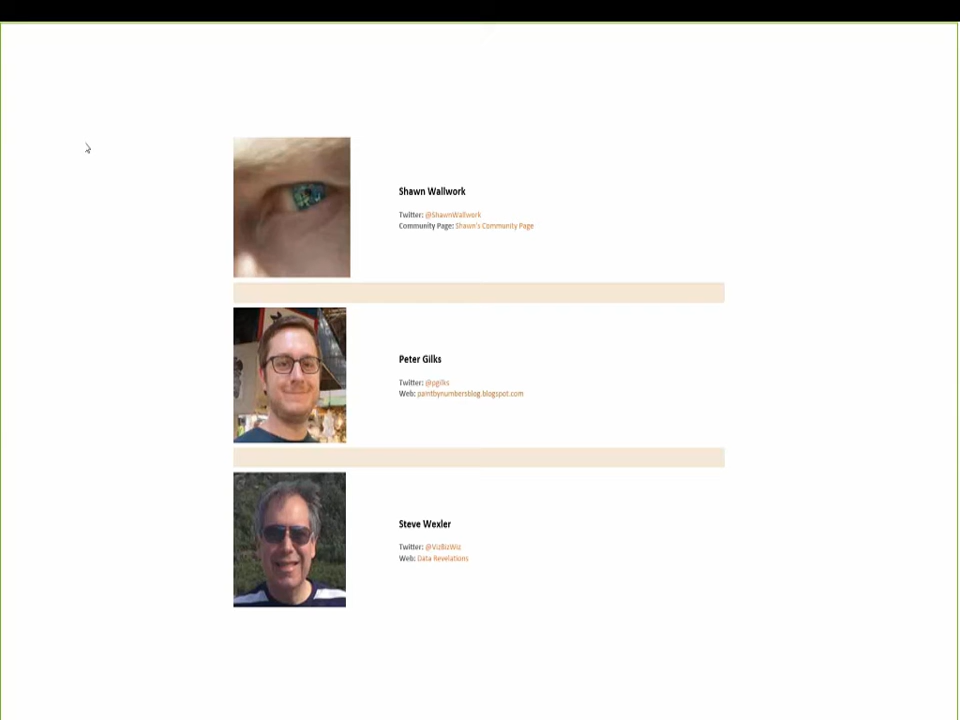 Shawn Wallwork
Twitter: @ShawnWallwork
Community Page: Shawn's Community Page
Peter Gilks
Twitter: @pgilks
Web: paintbynumbersblog.blogspot.com
Steve Wexler
Twitter: @VizBizWiz
Web: Data Revelations